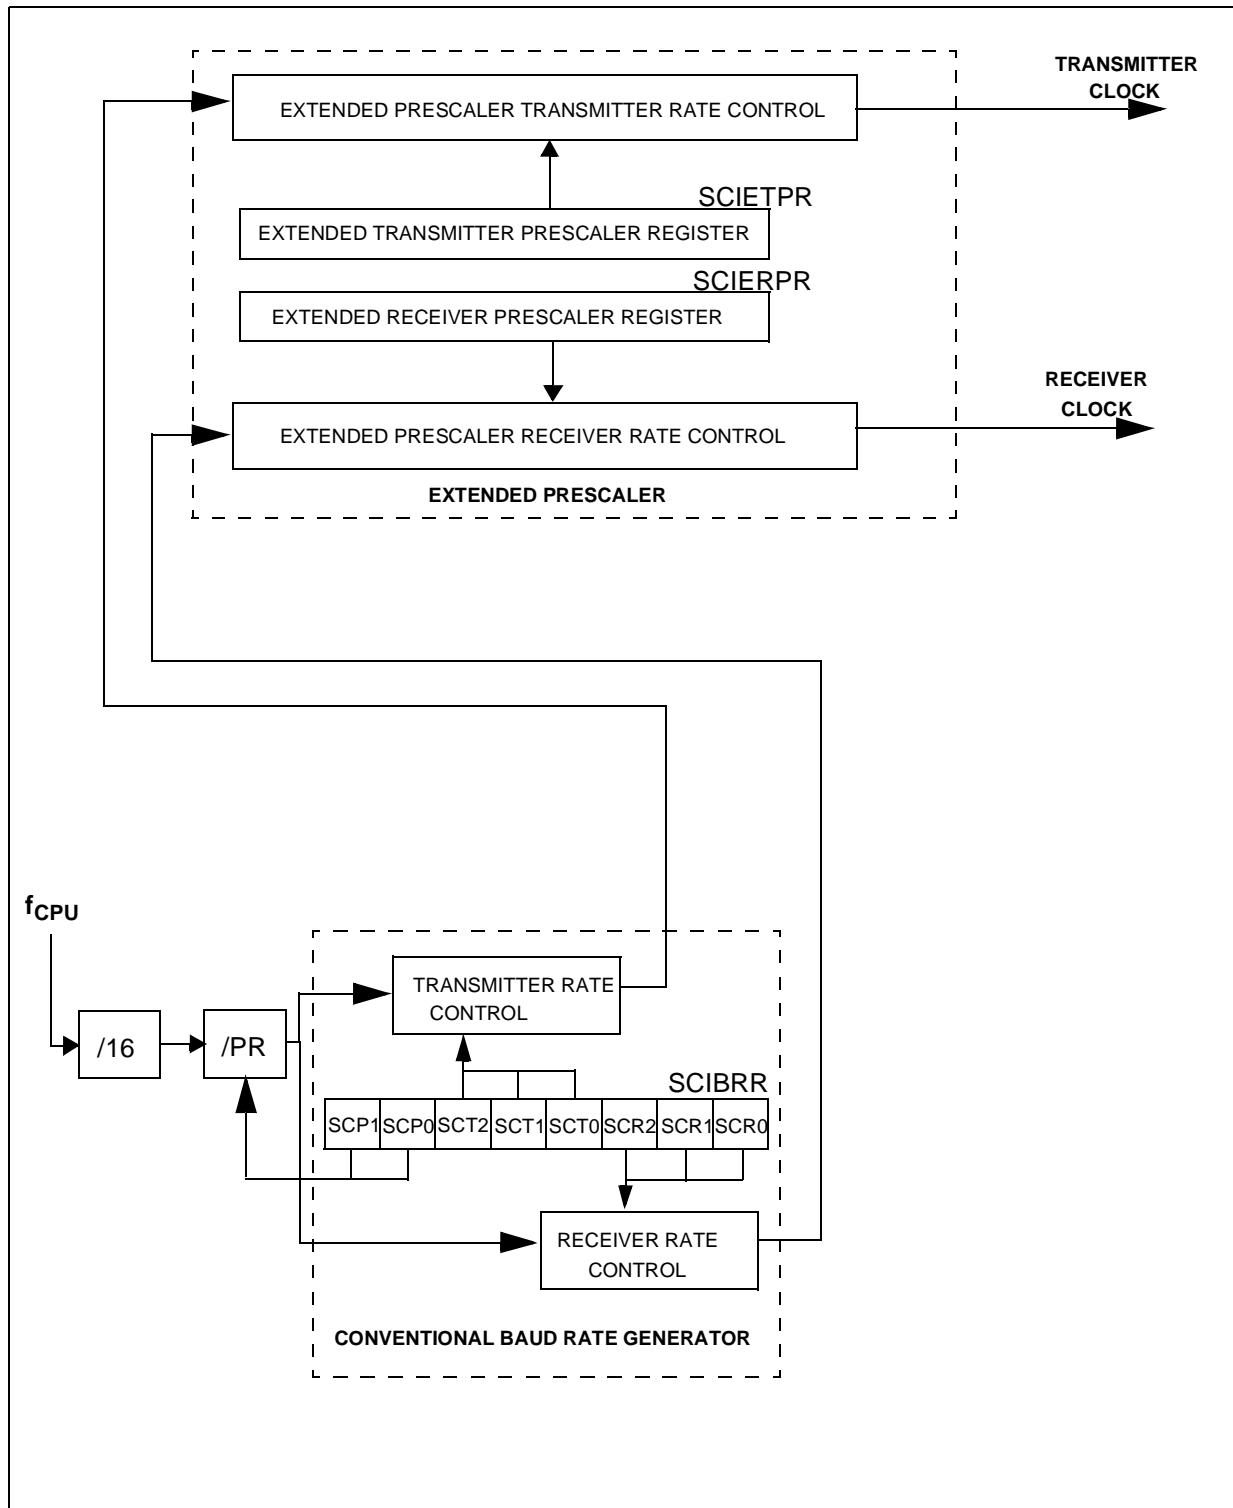 TRANSMITTER
CLOCK
EXTENDED PRESCALER TRANSMITTER RATE CONTROL
SCIETPR
EXTENDED TRANSMITTER PRESCALER REGISTER
SCIERPR
EXTENDED RECEIVER PRESCALER REGISTER
RECEIVER
CLOCK
EXTENDED PRESCALER RECEIVER RATE CONTROL
EXTENDED PRESCALER
fCPU
TRANSMITTER RATE
CONTROL
/16
/PR
SCIBRR
SCP1 SCP0 SCT2 SCT1 SCT0 SCR2 SCR1 SCR0
RECEIVER RATE
CONTROL
CONVENTIONAL BAUD RATE GENERATOR